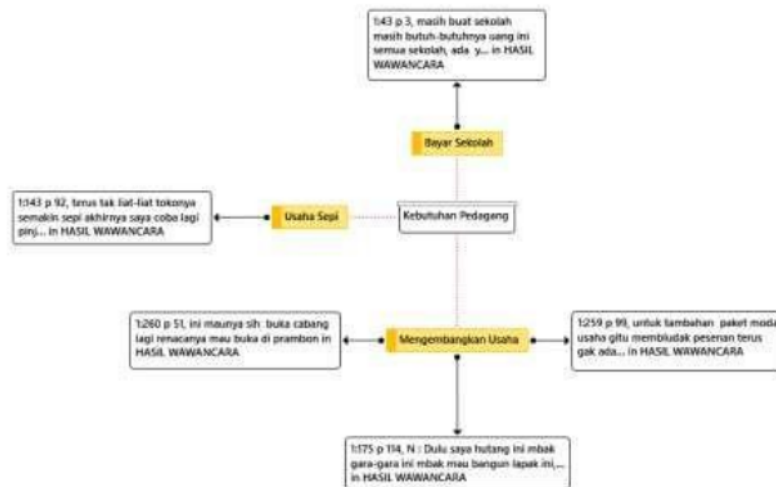 1:43 p 3, masih buat sekolah
masih butuh-butuhnya uang ini
semua sekolah, ada y... in HASIL
WAWANCARA
Bayar Sekolah
1:143 p 92, terus tak liat-liat tokonya
semakin sepi akhirnya saya coba lagi
pinj... in HASIL WAWANCARA
Usaha Sepi
Kebutuhan Pedagang
1:260 p 51, ini maunya sih buka cabang
lagi renacanya mau buka di prambon in
HASIL WAWANCARA
Mengembangkan Usaha
1:259 p 99, untuk tambahan paket moda
usaha gitu membludak pesenan terus
gak ada... in HASIL WAWANCARA
1:175 p 114, N : Dulu saya hutang ini mbak
gara-gara ini mbak mau bangun lapak ini,...
in HASIL WAWANCARA